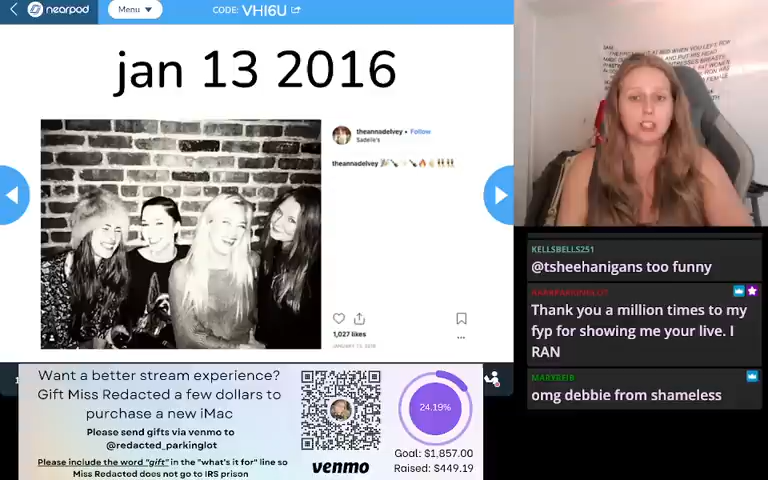 nearpod
Menu
CODE: VHI6U
jan 13 2016
theannadelvey • Follow
Sadelle's
theannadelvey
1,027 likes
JANUARY 13, 2016
Want a better stream experience?
Gift Miss Redacted a few dollars to
purchase a new iMac
Please send gifts via venmo to
@redacted_parkinglot
Please include the word "gift" in the "what's it for" line so
Miss Redacted does not go to IRS prison
venmo
24.19%
Goal: $1,857.00
Raised: $449.19
KELLSBELLS251
@tsheehanigans too funny
Thank you a million times to my
fyp for showing me your live. I
RAN
MARYREIB
omg debbie from shameless